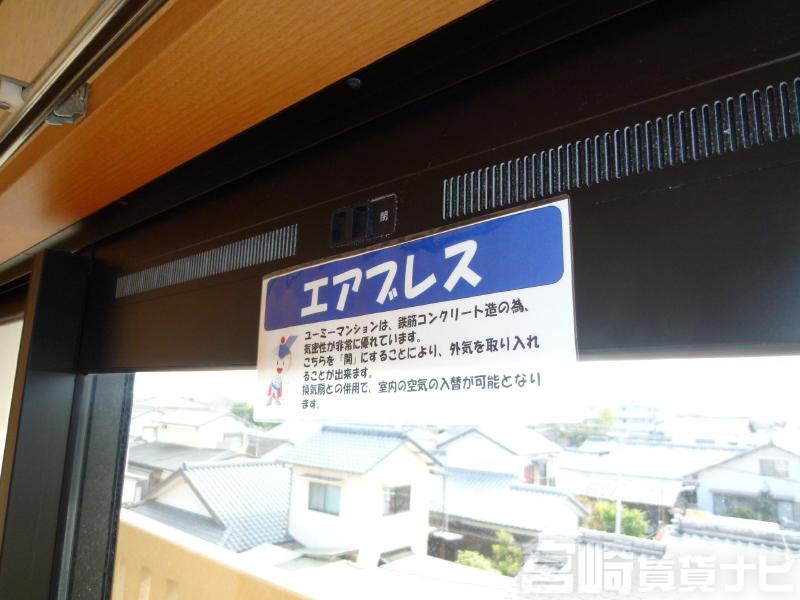 閉
エアブレス
ユーミーマンションは、鉄筋コンクリート造の為、
気密性が非常に優れています。
こちらを「開」にすることにより、外気を取り入れ
ることが出来ます。
換気扇との併用で、室内の空気の入替が可能となり
ます。
宮崎賃貸ナビ